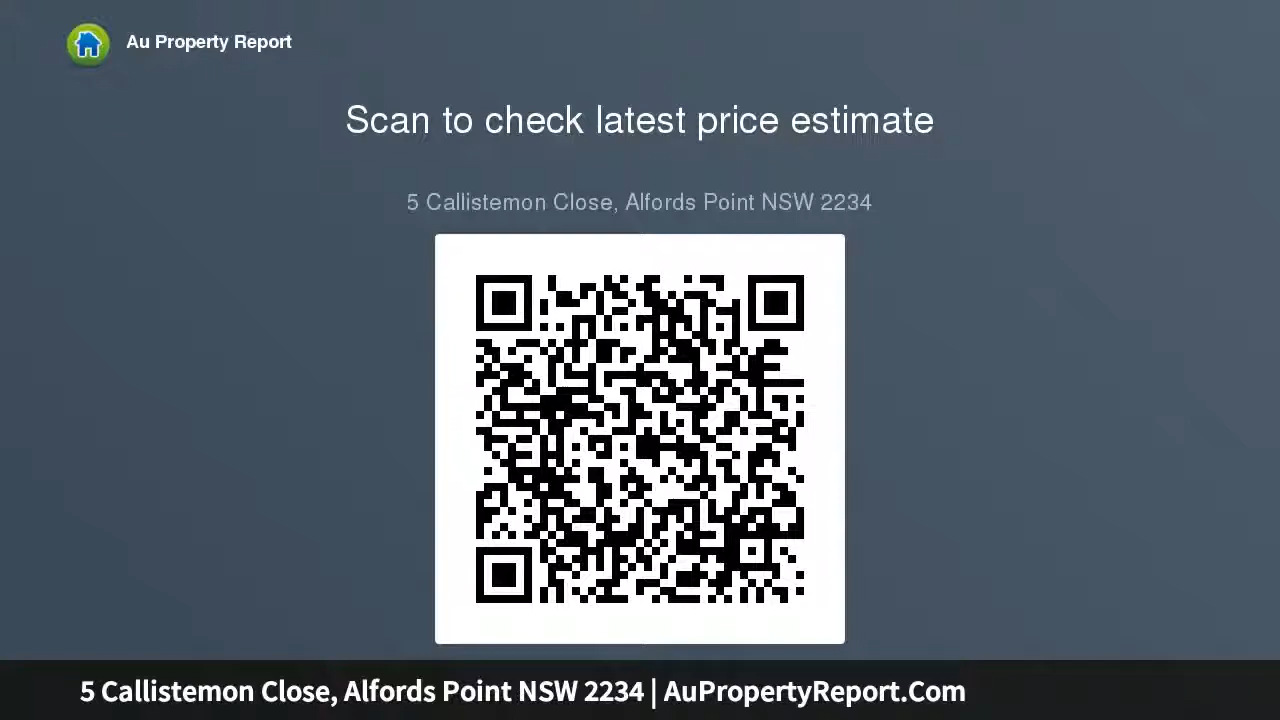 Au Property Report
Scan to check latest price estimate
5 Callistemon Close, Alfords Point NSW 2234
5 Callistemon Close, Alfords Point NSW 2234 | AuPropertyReport.Com